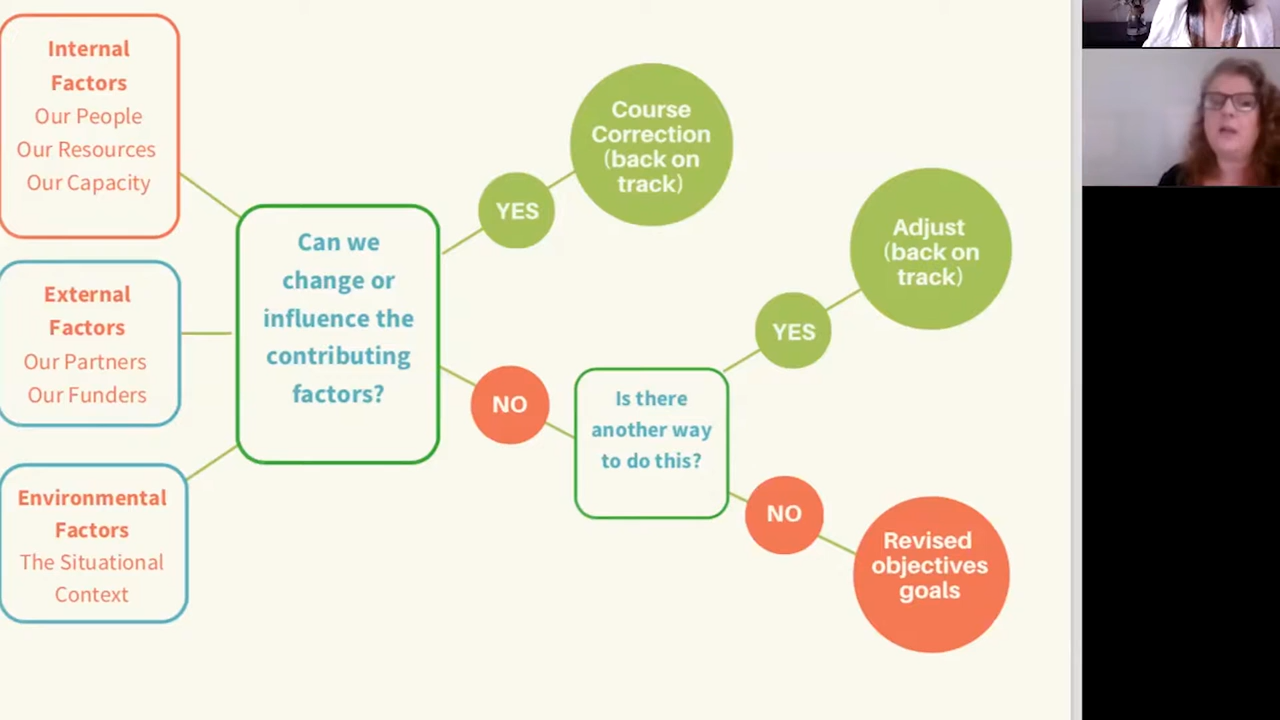 Internal
Factors
Our People
Our Resources
Our Capacity
External
Factors
Our Partners
Our Funders
Environmental
Factors
The Situational
Context
Can we
change or
influence the
contributing
factors?
YES
Course
Correction
(back on
track)
NO
Is there
another way
to do this?
YES
Adjust
(back on
track)
NO
Revised
objectives
goals